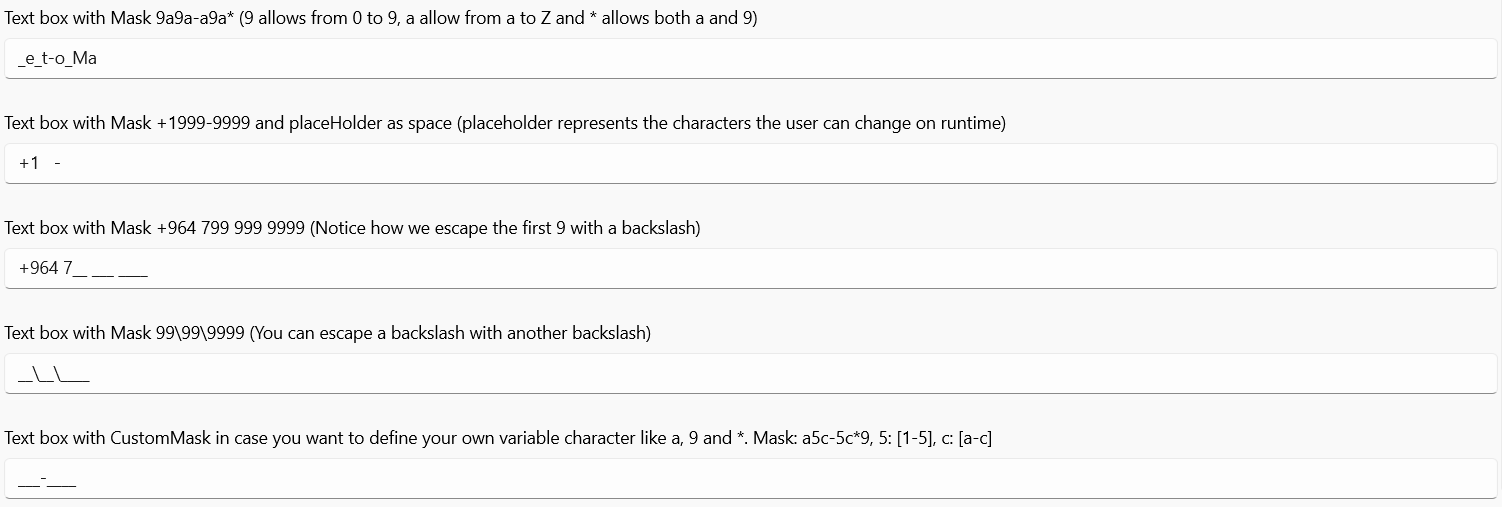 Text box with Mask 9a9a-a9a* (9 allows from 0 to 9, a allow from a to Z and * allows both a and 9)
_e_t-o_Ma
Text box with Mask +1999-9999 and placeHolder as space (placeholder represents the characters the user can change on runtime)
+1   -
Text box with Mask +964 799 999 9999 (Notice how we escape the first 9 with a backslash)
+964 7__ ___ ____
Text box with Mask 99\99\9999 (You can escape a backslash with another backslash)
__\__\____
Text box with CustomMask in case you want to define your own variable character like a, 9 and *. Mask: a5c-5c*9, 5: [1-5], c: [a-c]
___-____